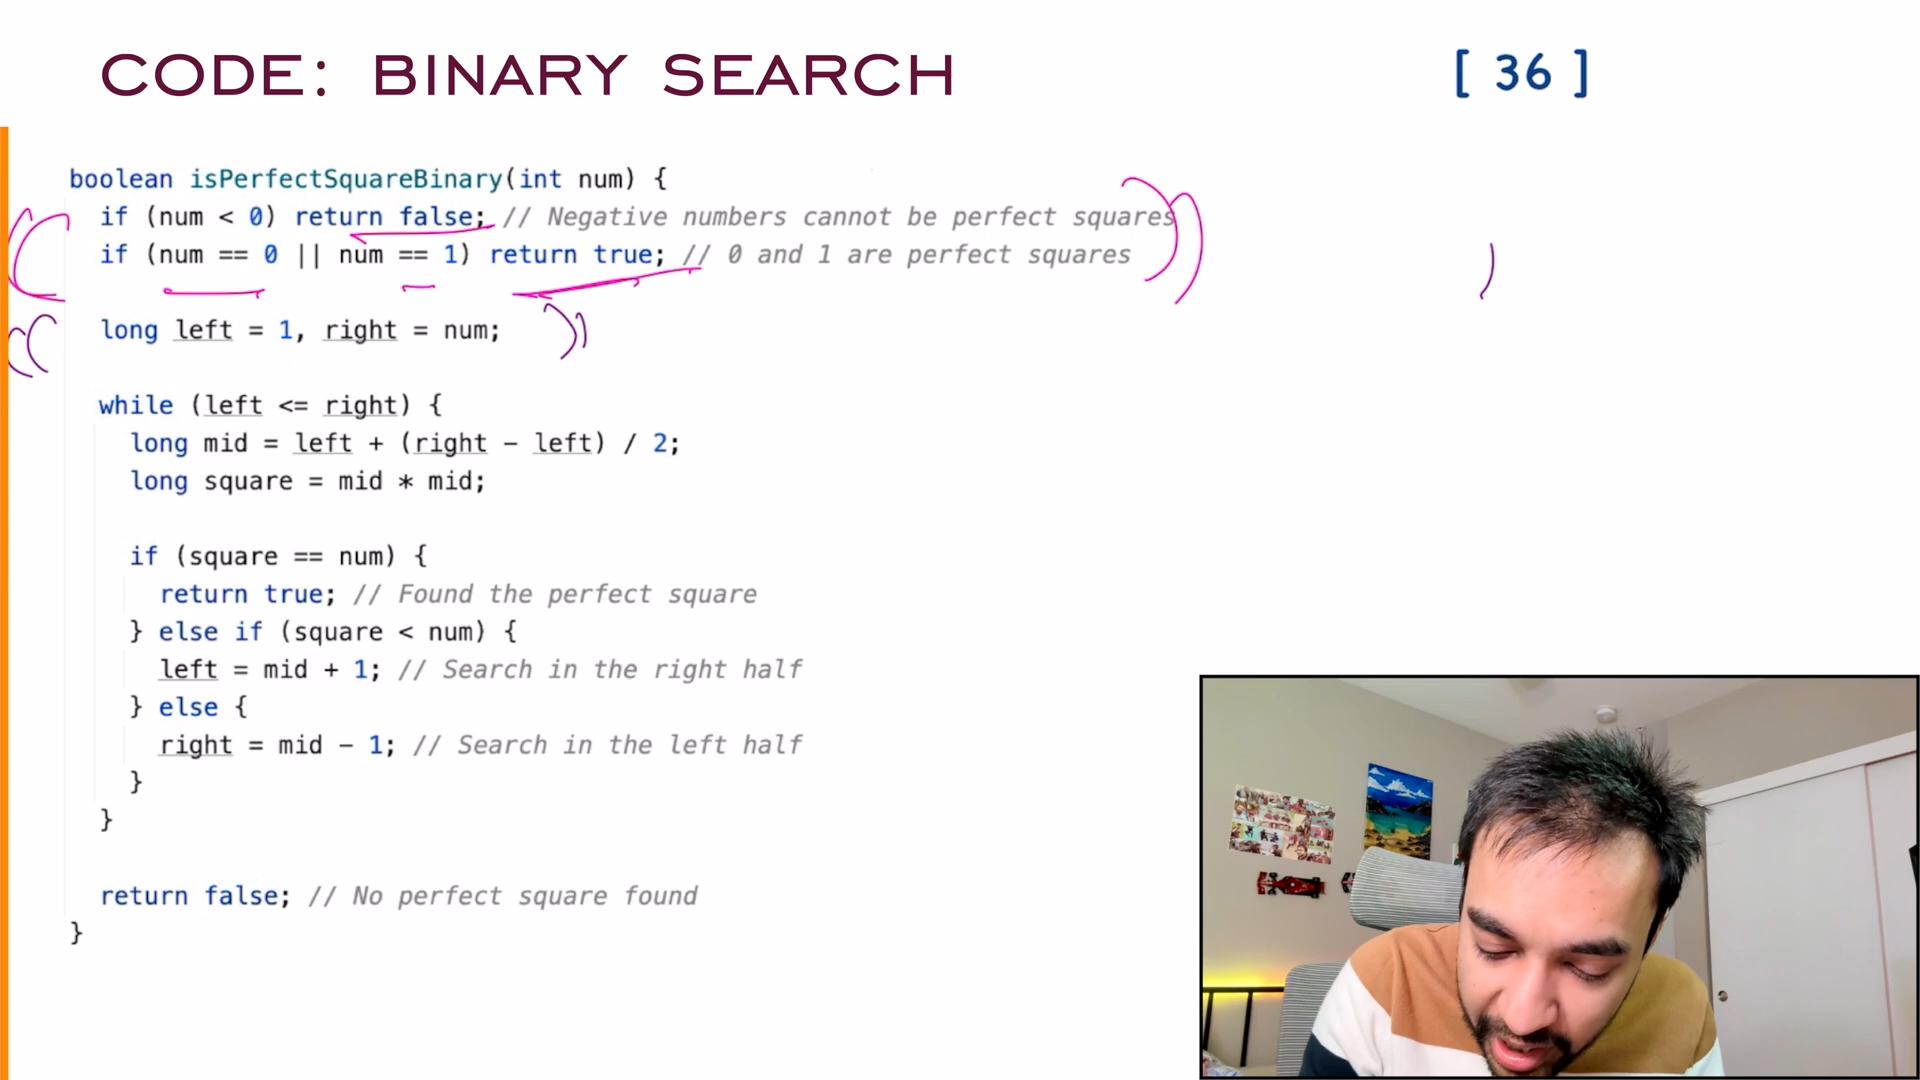 CODE: BINARY SEARCH
[ 36 ]
boolean isPerfectSquareBinary(int num) {
if (num < 0) return false; // Negative numbers cannot be perfect squares
if (num == 0 || num == 1) return true; // 0 and 1 are perfect squares
long left = 1, right = num;
while (left <= right) {
long mid = left + (right - left) / 2;
long square = mid * mid;
if (square == num) {
return true; // Found the perfect square
} else if (square < num) {
left = mid + 1; // Search in the right half
} else {
right = mid - 1; // Search in the left half
}
}
return false; // No perfect square found
}